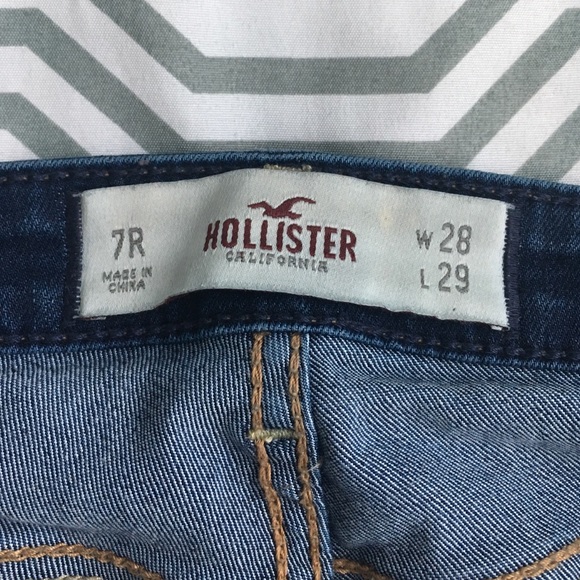 7R
MADE IN
CHINA
HOLLISTER
CALIFORNIA
W 28
L 29